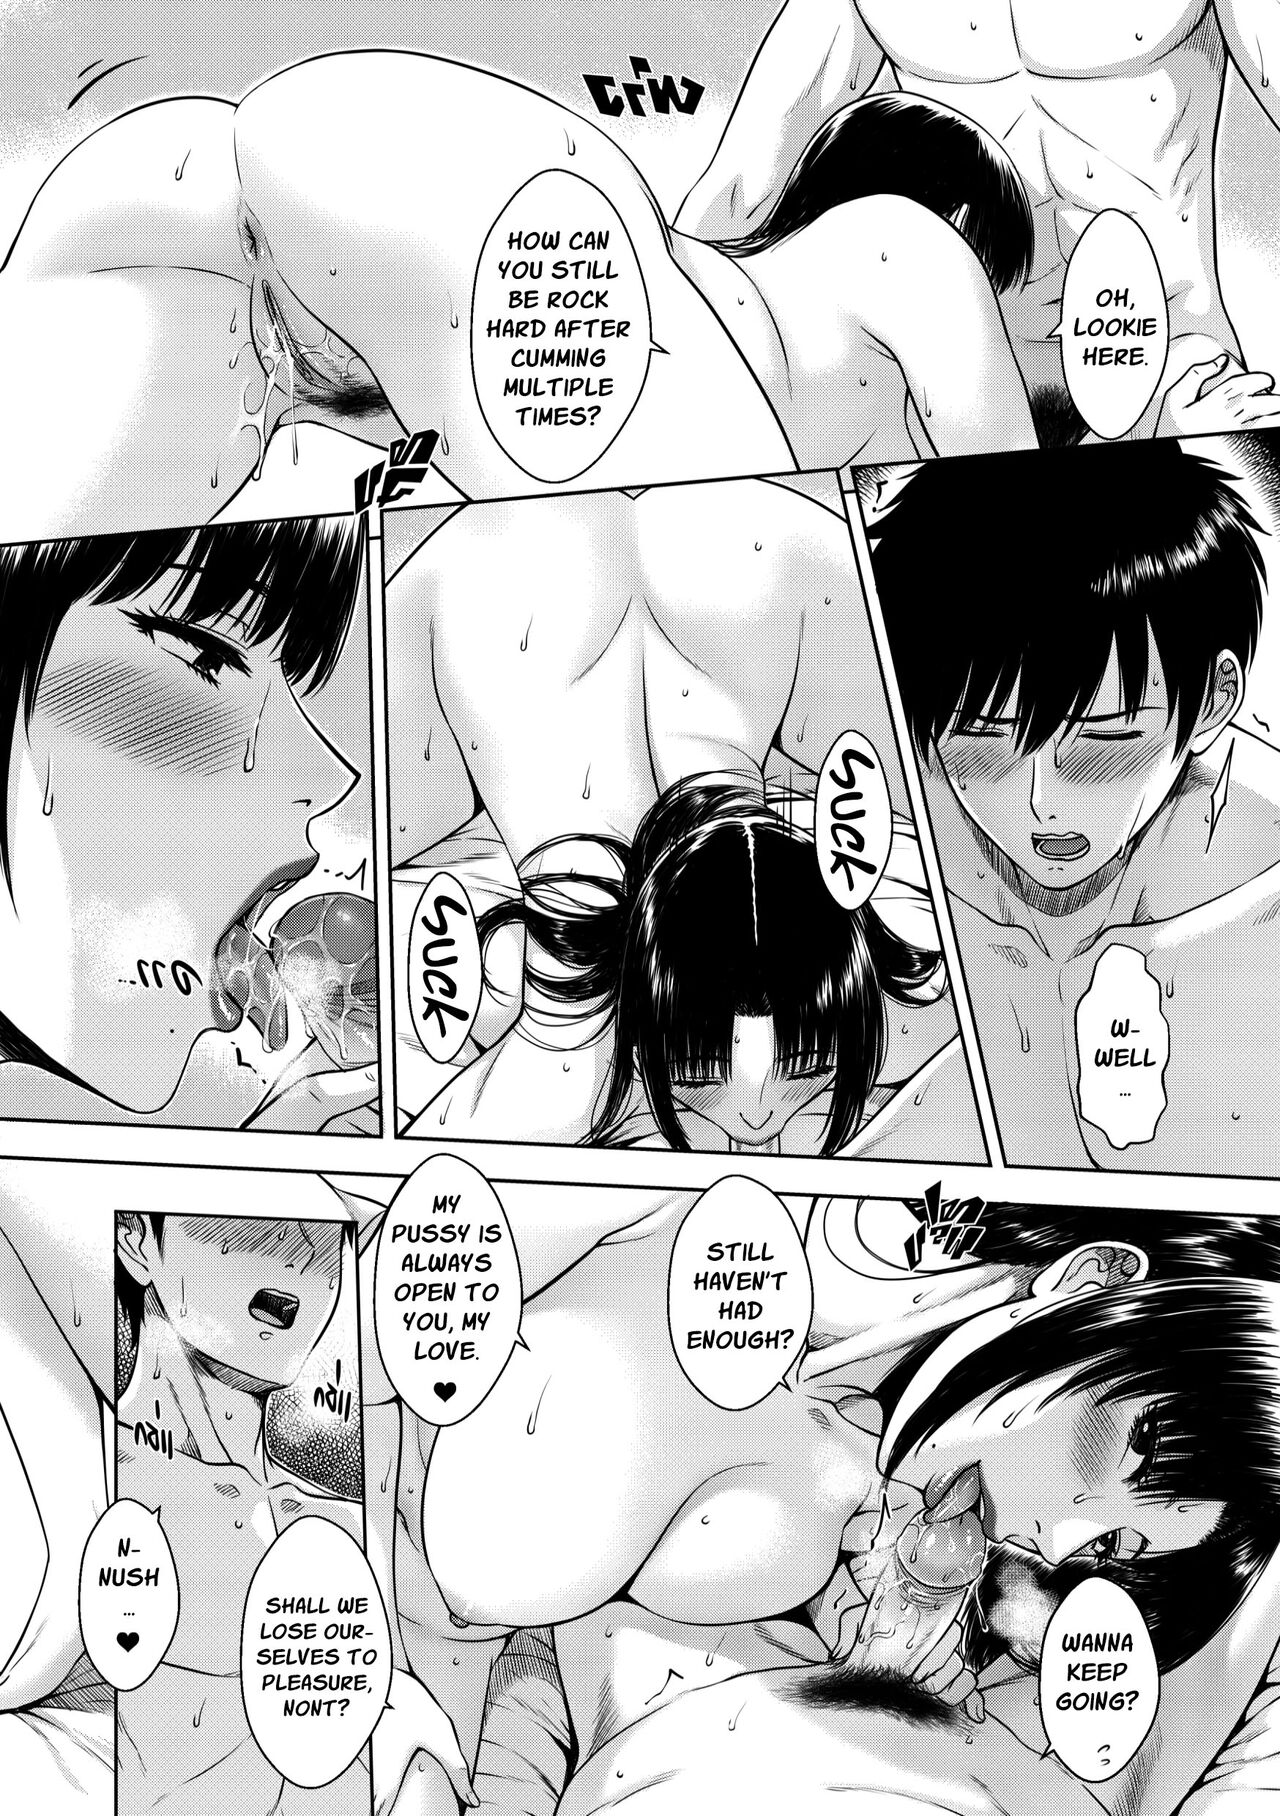 OH,
LOOKIE
HERE.
HOW CAN
YOU STILL
BE ROCK
HARD AFTER
CUMMING
MULTIPLE
TIMES?
W-
WELL
...
SUCK
SUCK
STILL
HAVEN'T
HAD
ENOUGH?
WANNA
KEEP
GOING?
MY
PUSSY IS
ALWAYS
OPEN TO
YOU, MY
LOVE.
♥
SHALL WE
LOSE OUR-
SELVES TO
PLEASURE,
NONT?
N-
NUSH
...
♥